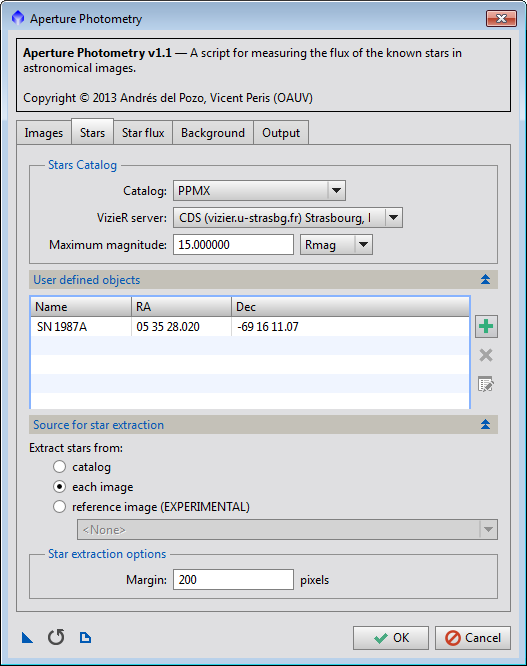 Aperture Photometry
Aperture Photometry v1.1 — A script for measuring the flux of the known stars in
astronomical images.
Copyright © 2013 Andrés del Pozo, Vicent Peris (OAUV)
Images Stars Star flux Background Output
Stars Catalog
Catalog: PPMX
VizieR server: CDS (vizier.u-strasbg.fr) Strasbourg,
Maximum magnitude: 15.000000 Rmag
User defined objects
Name RA Dec
SN 1987A 05 35 28.020 -69 16 11.07
Source for star extraction
Extract stars from:
catalog
each image
reference image (EXPERIMENTAL)
<None>
Star extraction options
Margin: 200 pixels
OK Cancel